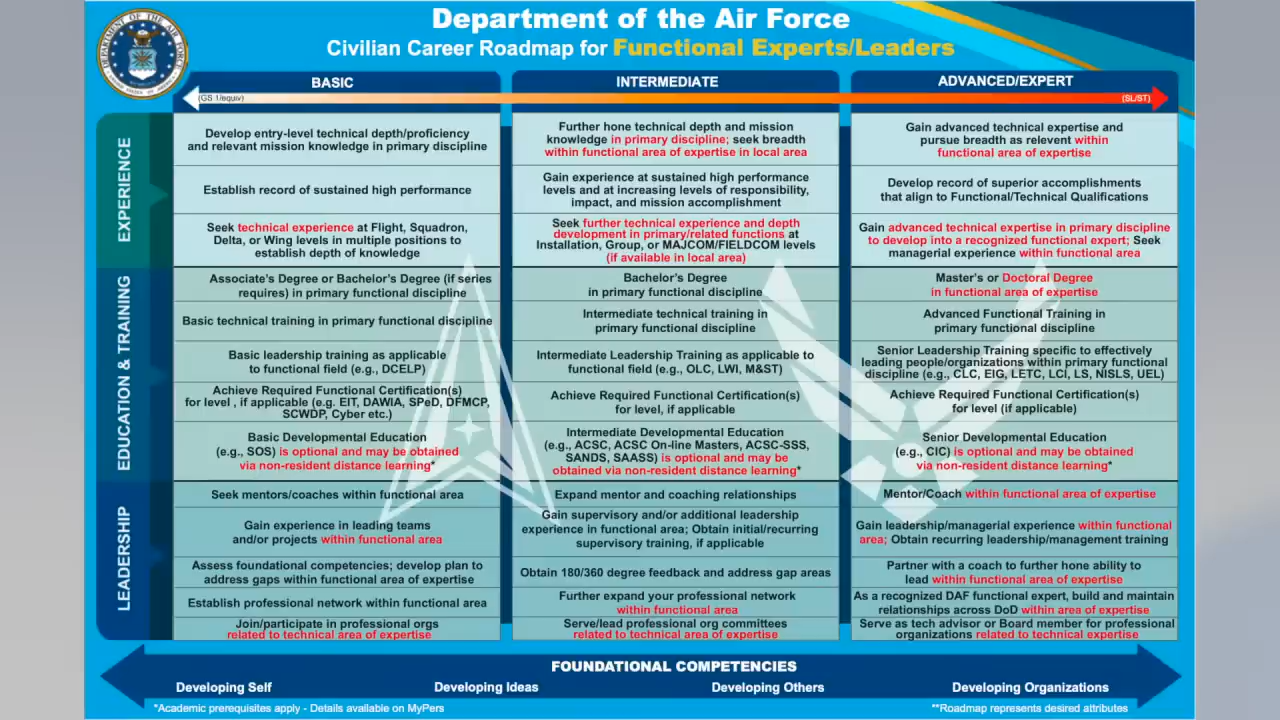 Department of the Air Force
Civilian Career Roadmap for Functional Experts/Leaders
BASIC
INTERMEDIATE
ADVANCED/EXPERT
(GS 1/equiv)
(SL/ST)
EXPERIENCE
Develop entry-level technical depth/proficiency
and relevant mission knowledge in primary discipline
Further hone technical depth and mission
knowledge in primary discipline; seek breadth
within functional area of expertise in local area
Gain advanced technical expertise and
pursue breadth as relevant within
functional area of expertise
Establish record of sustained high performance
Gain experience at sustained high performance
levels and at increasing levels of responsibility,
impact, and mission accomplishment
Develop record of superior accomplishments
that align to Functional/Technical Qualifications
Seek technical experience at Flight, Squadron,
Delta, or Wing levels in multiple positions to
establish depth of knowledge
Seek further technical experience and depth
development in primary/related functions at
Installation, Group, or MAJCOM/FIELDCOM levels
(if available in local area)
Gain advanced technical expertise in primary discipline
to develop into a recognized functional expert; Seek
managerial experience within functional area
EDUCATION & TRAINING
Associate's Degree or Bachelor's Degree (if series
requires) in primary functional discipline
Bachelor's Degree
in primary functional discipline
Master's or Doctoral Degree
in functional area of expertise
Basic technical training in primary functional discipline
Intermediate technical training in
primary functional discipline
Advanced Functional Training in
primary functional discipline
Basic leadership training as applicable
to functional field (e.g., DCELP)
Intermediate Leadership Training as applicable to
functional field (e.g., OLC, LWI, M&ST)
Senior Leadership Training specific to effectively
leading people/organizations within primary functional
discipline (e.g., CLC, EIG, LETC, LCI, LS, NISLS, UEL)
Achieve Required Functional Certification(s)
for level , if applicable (e.g. EIT, DAWIA, SPeD, DFMCP,
SCWDP, Cyber etc.)
Achieve Required Functional Certification(s)
for level, if applicable
Achieve Required Functional Certification(s)
for level (if applicable)
Basic Developmental Education
(e.g., SOS) is optional and may be obtained
via non-resident distance learning*
Intermediate Developmental Education
(e.g., ACSC, ACSC On-line Masters, ACSC-SSS,
SANDS, SAASS) is optional and may be
obtained via non-resident distance learning*
Senior Developmental Education
(e.g., CIC) is optional and may be obtained
via non-resident distance learning*
LEADERSHIP
Seek mentors/coaches within functional area
Expand mentor and coaching relationships
Mentor/Coach within functional area of expertise
Gain experience in leading teams
and/or projects within functional area
Gain supervisory and/or additional leadership
experience in functional area; Obtain initial/recurring
supervisory training, if applicable
Gain leadership/managerial experience within functional
area; Obtain recurring leadership/management training
Assess foundational competencies; develop plan to
address gaps within functional area of expertise
Obtain 180/360 degree feedback and address gap areas
Partner with a coach to further hone ability to
lead within functional area of expertise
Establish professional network within functional area
Further expand your professional network
within functional area
As a recognized DAF functional expert, build and maintain
relationships across DoD within area of expertise
Join/participate in professional orgs
related to technical area of expertise
Serve/lead professional org committees
related to technical area of expertise
Serve as tech advisor or Board member for professional
organizations related to technical expertise
FOUNDATIONAL COMPETENCIES
Developing Self
Developing Ideas
Developing Others
Developing Organizations
*Academic prerequisites apply - Details available on MyPers
**Roadmap represents desired attributes